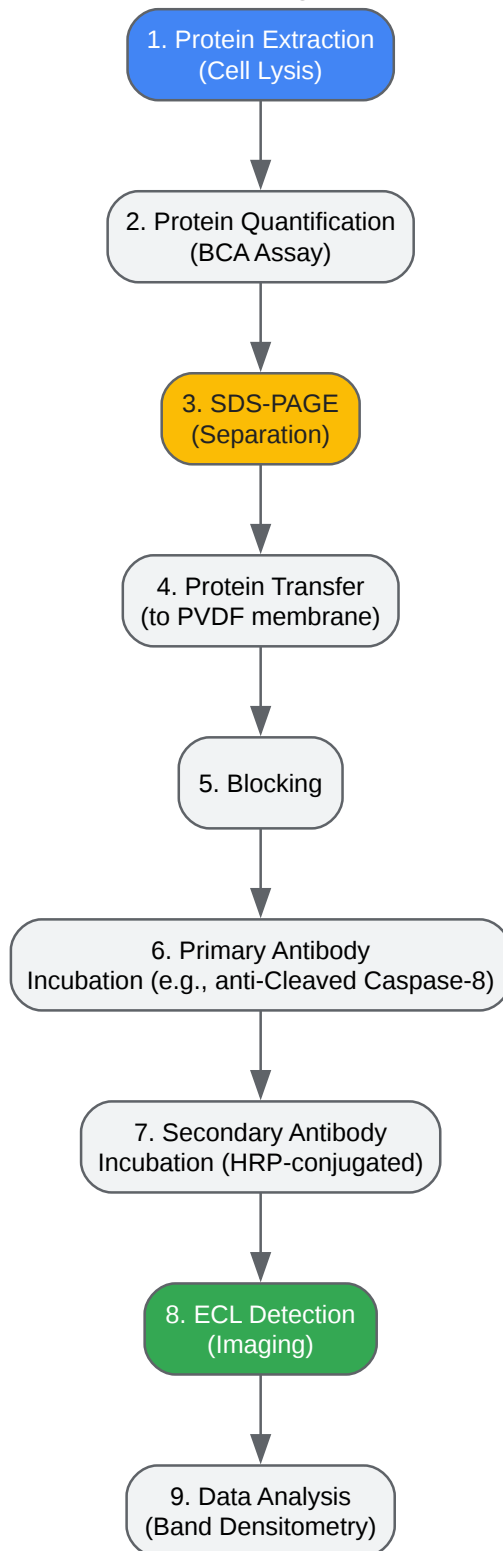 1. Protein Extraction
(Cell Lysis)
2. Protein Quantification
(BCA Assay)
3. SDS-PAGE
(Separation)
4. Protein Transfer
(to PVDF membrane)
5. Blocking
6. Primary Antibody
Incubation (e.g., anti-Cleaved Caspase-8)
7. Secondary Antibody
Incubation (HRP-conjugated)
8. ECL Detection
(Imaging)
9. Data Analysis
(Band Densitometry)